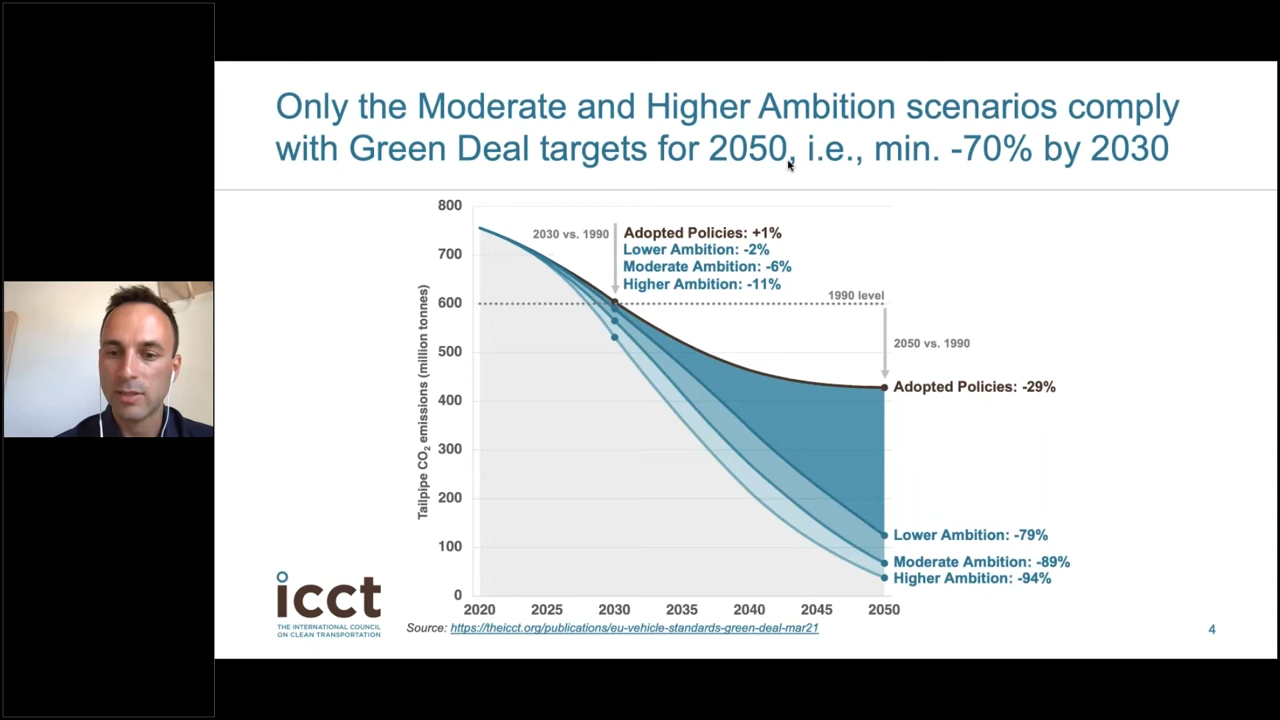 Only the Moderate and Higher Ambition scenarios comply
with Green Deal targets for 2050, i.e., min. -70% by 2030
800
700
600
500
400
300
200
100
0
Tailpipe CO₂ emissions (million tonnes)
2030 vs. 1990
Adopted Policies: +1%
Lower Ambition: -2%
Moderate Ambition: -6%
Higher Ambition: -11%
1990 level
2050 vs. 1990
Adopted Policies: -29%
Lower Ambition: -79%
Moderate Ambition: -89%
Higher Ambition: -94%
2020 2025 2030 2035 2040 2045 2050
icct
THE INTERNATIONAL COUNCIL
ON CLEAN TRANSPORTATION
Source: https://theicct.org/publications/eu-vehicle-standards-green-deal-mar21
4